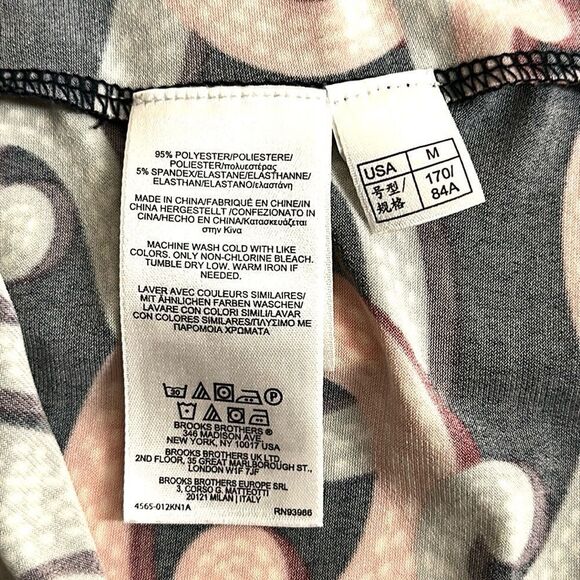 95% POLYESTER/POLIESTERE/
POLIESTER/πολυεστέρας
5% SPANDEX/ELASTANE/ELASTHANNE/
ELASTHAN/ELASTANO/ελαστάνη
MADE IN CHINA/FABRIQUÉ EN CHINE/IN
CHINA HERGESTELLT /CONFEZIONATO IN
CINA/HECHO EN CHINA/Κατασκευάζεται
στην Κίνα
MACHINE WASH COLD WITH LIKE
COLORS. ONLY NON-CHLORINE BLEACH.
TUMBLE DRY LOW. WARM IRON IF
NEEDED.
LAVER AVEC COULEURS SIMILAIRES/
MIT ÄHNLICHEN FARBEN WASCHEN/
LAVARE CON COLORI SIMILI/LAVAR
CON COLORES SIMILARES/ΠΛΥΣΙΜΟ ΜΕ
ΠΑΡΟΜΟΙΑ ΧΡΩΜΑΤΑ
30 P
BROOKS BROTHERS ®
346 MADISON AVE.
NEW YORK, NY 10017 USA
BROOKS BROTHERS UK LTD.
2ND FLOOR, 35 GREAT MARLBOROUGH ST.,
LONDON W1F 7JF
BROOKS BROTHERS EUROPE SRL
3, CORSO G. MATTEOTTI
20121 MILAN | ITALY
4565-012KN1A RN93986
USA M
号型/ 170/
规格 84A